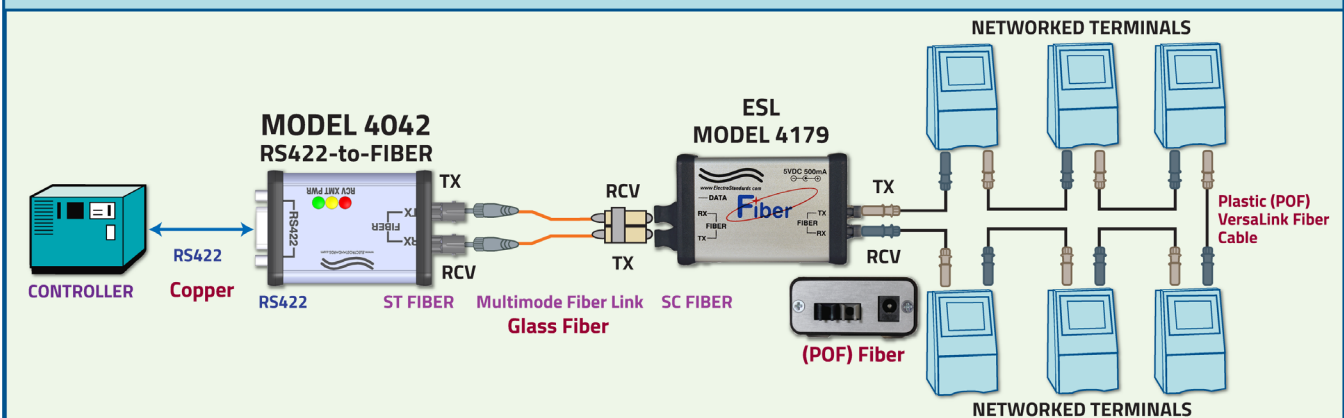 NETWORKED TERMINALS
ESL
MODEL 4179
MODEL 4042
RS422-to-FIBER
TX
RCV XMT PWR
RS422
TX
FIBER
RX
RCV
RCV
TX
5VDC 500mA
www.ElectroStandards.com
DATA
RX
FIBER
TX
Fiber
TX
FIBER
RX
TX
RCV
Plastic (POF)
VersaLink Fiber
Cable
RS422
Copper
CONTROLLER
RS422
ST FIBER
Multimode Fiber Link
Glass Fiber
SC FIBER
(POF) Fiber
NETWORKED TERMINALS